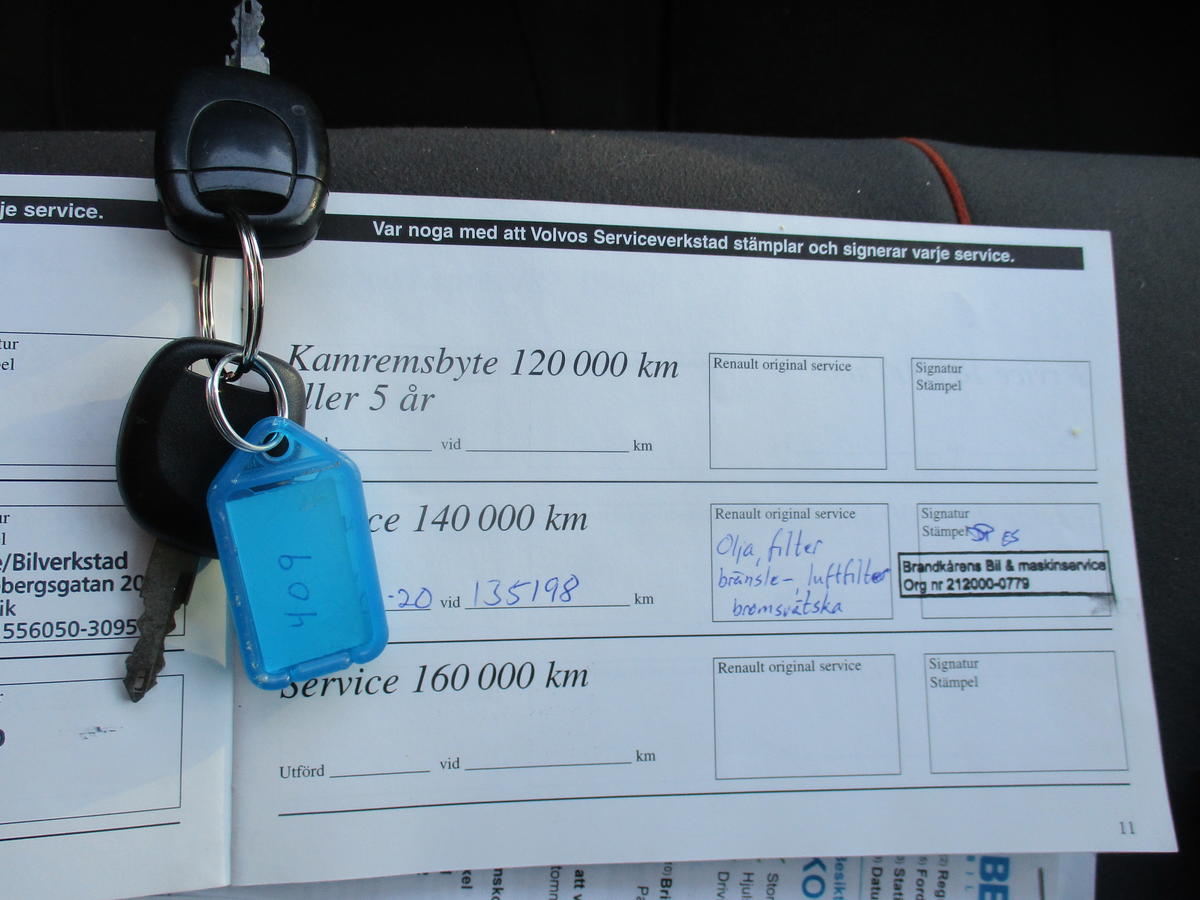 je service.
Var noga med att Volvos Serviceverkstad stämplar och signerar varje service.
tur
el
Kamremsbyte 120 000 km
ller 5 år
vid km
Renault original service
Signatur
Stämpel
ur
l
e/Bilverkstad
bergsgatan 20
ik
556050-3095
ce 140 000 km
-20 vid 135198 km
Renault original service
Olja, filter
bränsle-, luftfilter
bromsvätska
Signatur
Stämpel ES
Brandkårens Bil & maskinservice
Org nr 212000-0779
409
Service 160 000 km
Utförd vid km
Renault original service
Signatur
Stämpel
11